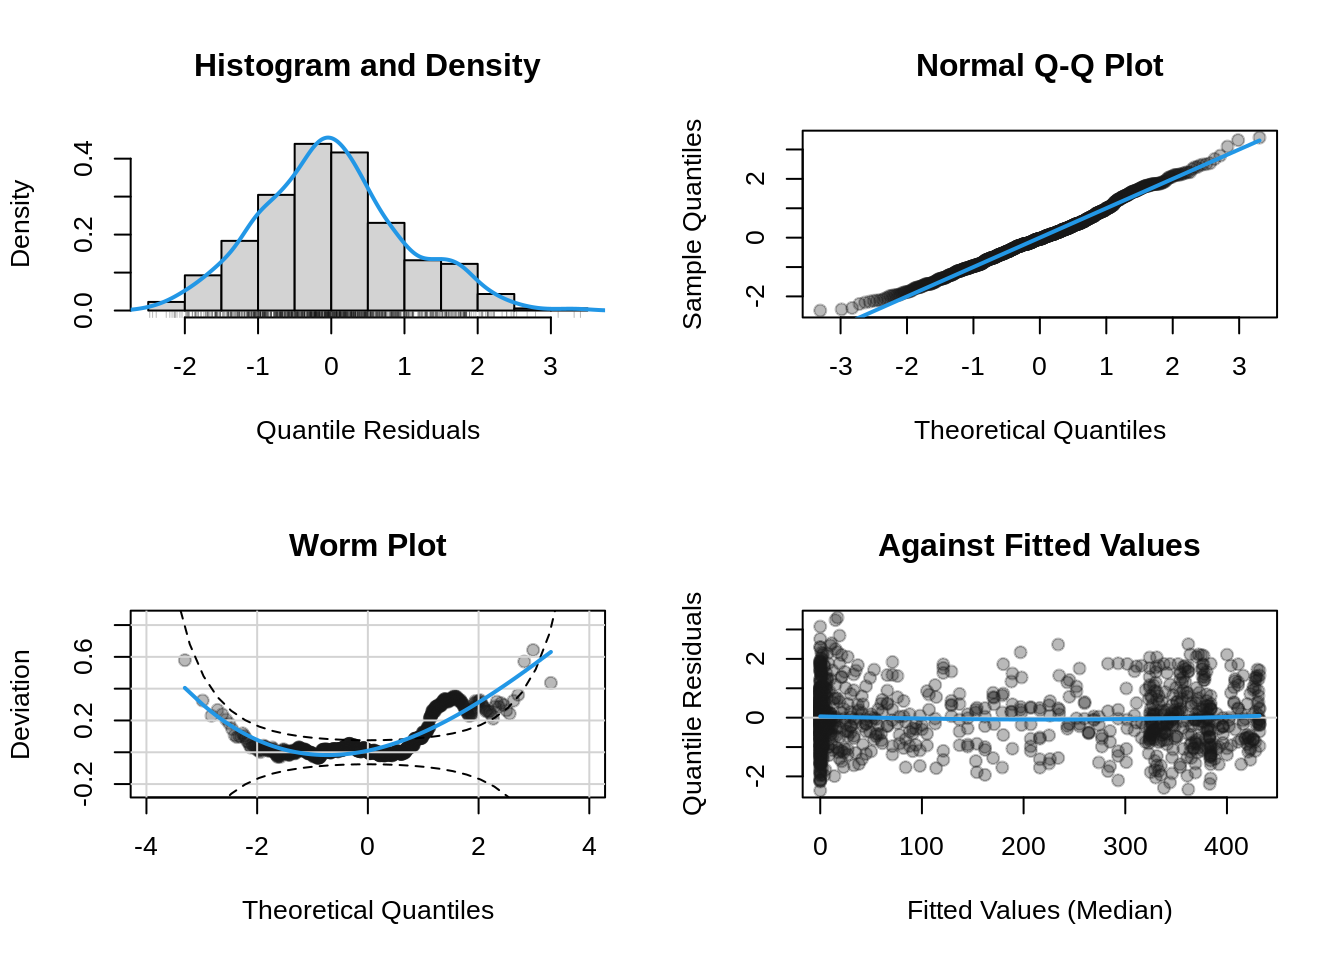 Histogram and Density
Density
0.0 0.2 0.4
-2 -1 0 1 2 3
Quantile Residuals
Normal Q-Q Plot
Sample Quantiles
-2 0 2
-3 -2 -1 0 1 2 3
Theoretical Quantiles
Worm Plot
Deviation
-0.2 0.2 0.6
-4 -2 0 2 4
Theoretical Quantiles
Against Fitted Values
Quantile Residuals
-2 0 2
0 100 200 300 400
Fitted Values (Median)